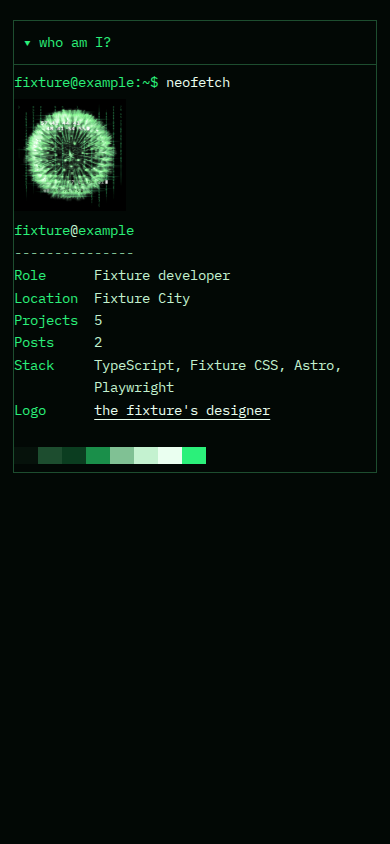 ▾ who am I?
fixture@example:~$ neofetch
fixture@example
---------------
Role Fixture developer
Location Fixture City
Projects 5
Posts 2
Stack TypeScript, Fixture CSS, Astro,
Playwright
Logo the fixture's designer